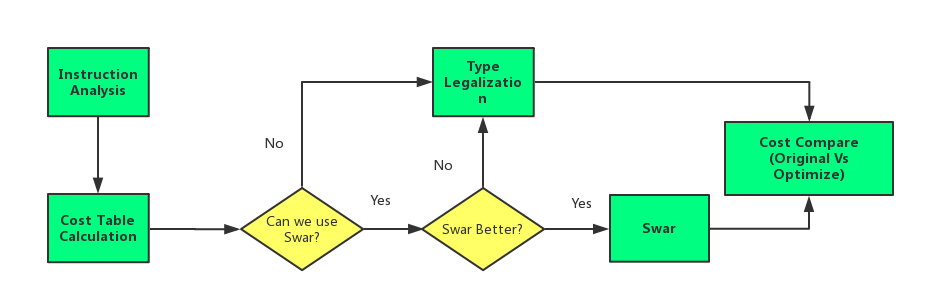 Instruction
Analysis
Type
Legalizatio
n
Cost Compare
(Original Vs
Optimize)
No
No
Cost Table
Calculation
Can we use
Swar?
Yes
Swar Better?
Yes
Swar